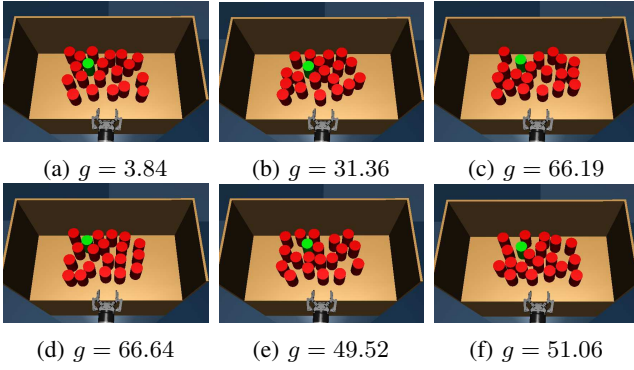 (a) g = 3.84
(b) g = 31.36
(c) g = 66.19
(d) g = 66.64
(e) g = 49.52
(f) g = 51.06